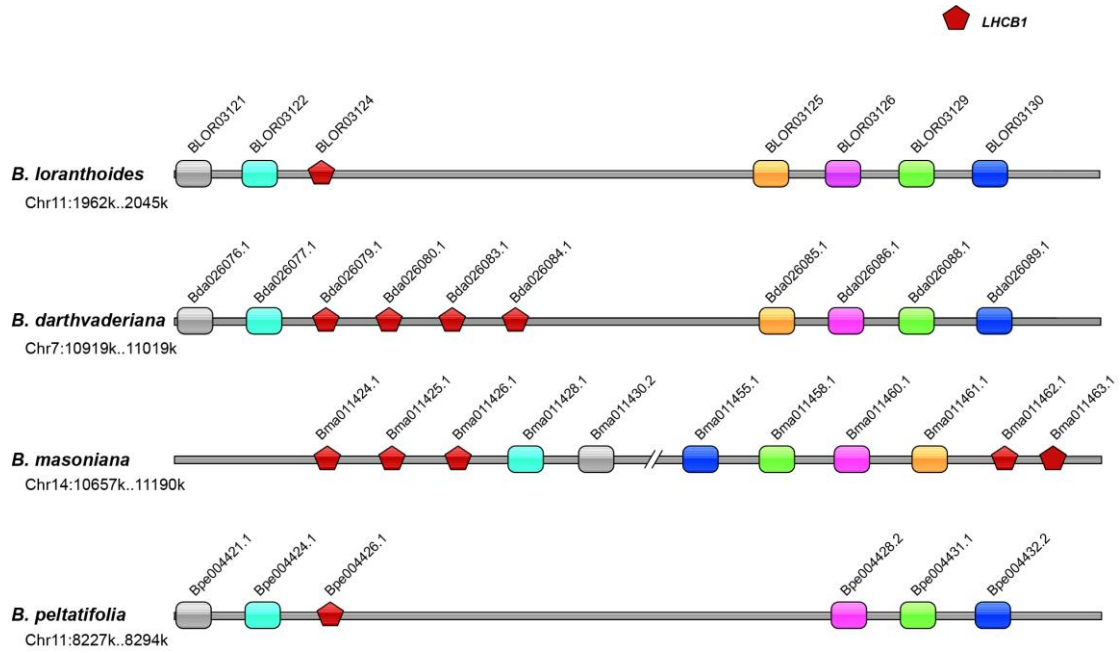 LHCB1
BLOR03121 BLOR03122 BLOR03124 BLOR03125 BLOR03126 BLOR03129 BLOR03130
B. loranthoides
Chr11:1962k..2045k
Bda026076.1 Bda026077.1 Bda026079.1 Bda026080.1 Bda026083.1 Bda026084.1 Bda026085.1 Bda026086.1 Bda026088.1 Bda026089.1
B. darthvaderiana
Chr7:10919k..11019k
Bma011424.1 Bma011425.1 Bma011426.1 Bma011428.1 Bma011430.2 Bma011455.1 Bma011458.1 Bma011460.1 Bma011461.1 Bma011462.1 Bma011463.1
B. masoniana
Chr14:10657k..11190k
Bpe004421.1 Bpe004424.1 Bpe004426.1 Bpe004428.2 Bpe004431.1 Bpe004432.2
B. peltatifolia
Chr11:8227k..8294k